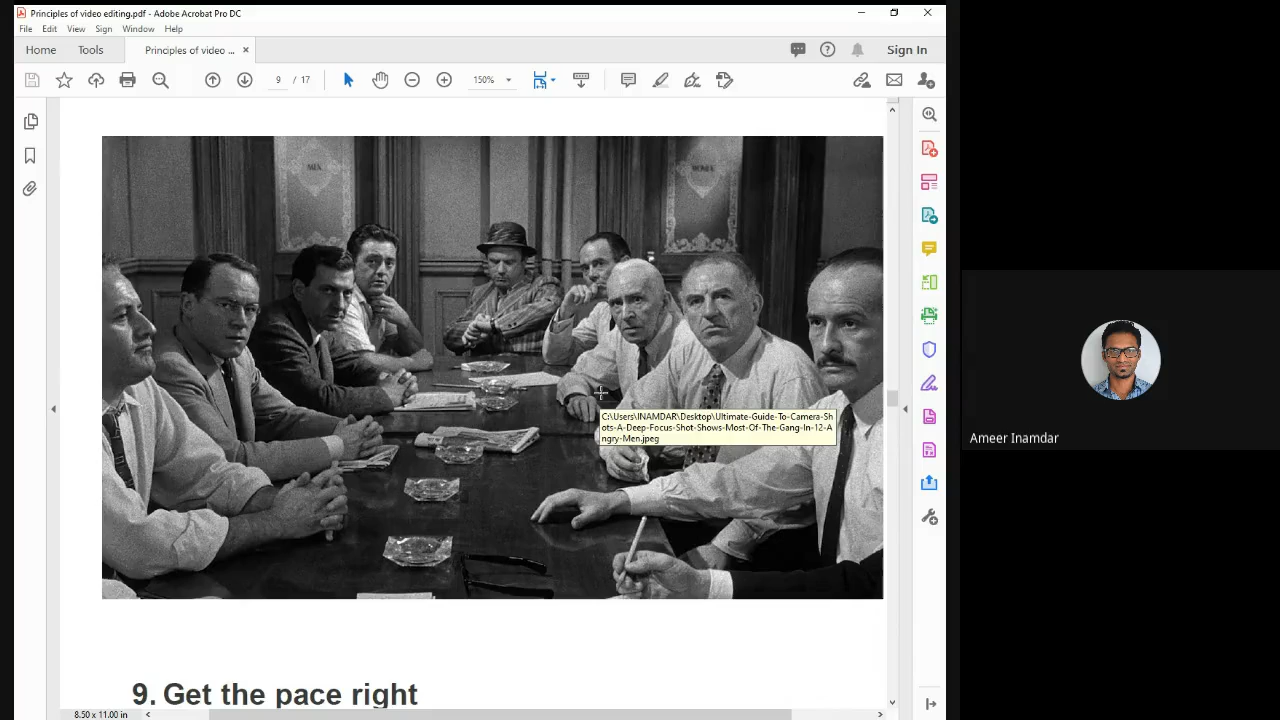 Principles of video editing.pdf - Adobe Acrobat Pro DC
File Edit View Sign Window Help
Home Tools Principles of video ... × Sign In
9 / 17 150%
MEN
C:\Users\INAMDAR\Desktop\Ultimate-Guide-To-Camera-Sh
ots-A-Deep-Focus-Shot-Shows-Most-Of-The-Gang-In-12-A
ngry-Men.jpeg
Ameer Inamdar
9. Get the pace right
8.50 x 11.00 in